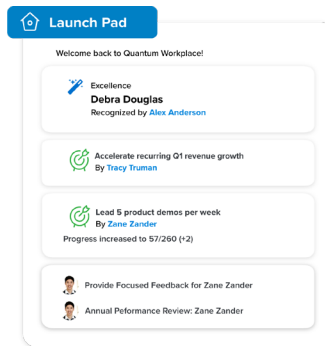 Launch Pad
Welcome back to Quantum Workplace!
Excellence
Debra Douglas
Recognized by Alex Anderson
Accelerate recurring Q1 revenue growth
By Tracy Truman
Lead 5 product demos per week
By Zane Zander
Progress increased to 57/260 (+2)
Provide Focused Feedback for Zane Zander
Annual Peformance Review: Zane Zander